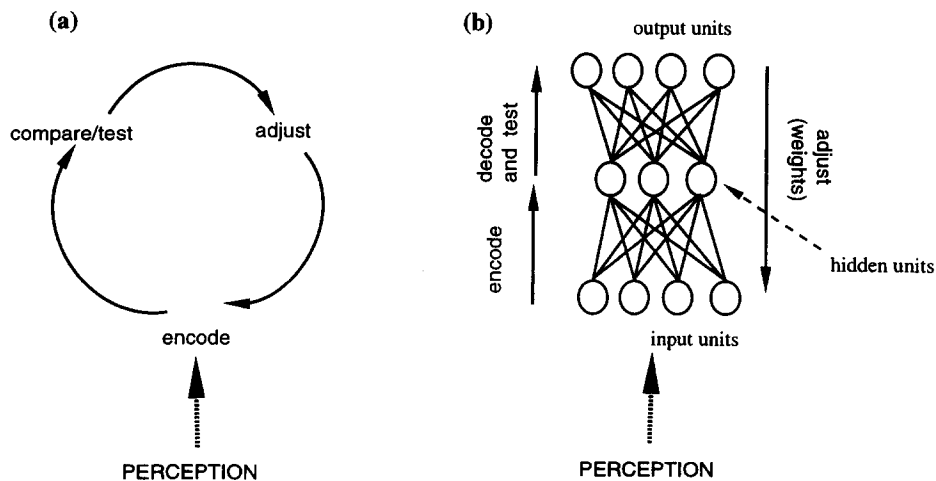 (a)
compare/test
adjust
encode
PERCEPTION
(b)
output units
decode
and test
encode
adjust
(weights)
hidden units
input units
PERCEPTION